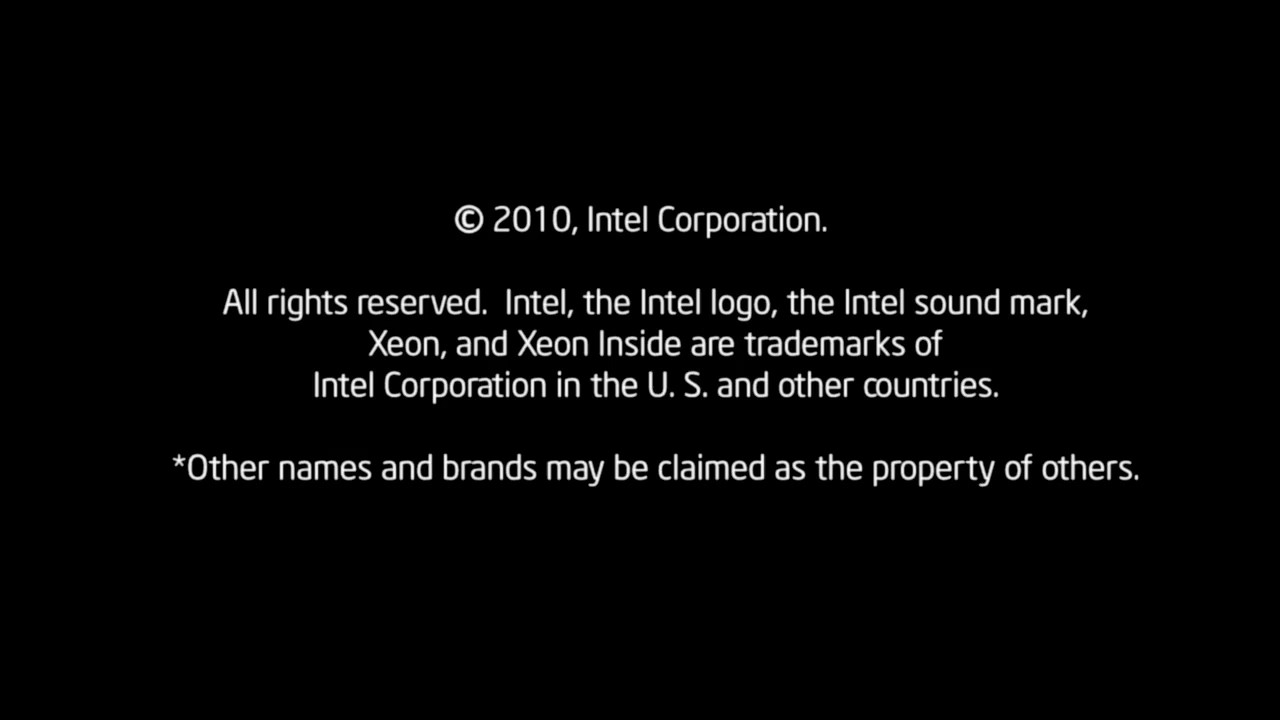 © 2010, Intel Corporation.
All rights reserved.  Intel, the Intel logo, the Intel sound mark,
Xeon, and Xeon Inside are trademarks of
Intel Corporation in the U. S. and other countries.
*Other names and brands may be claimed as the property of others.